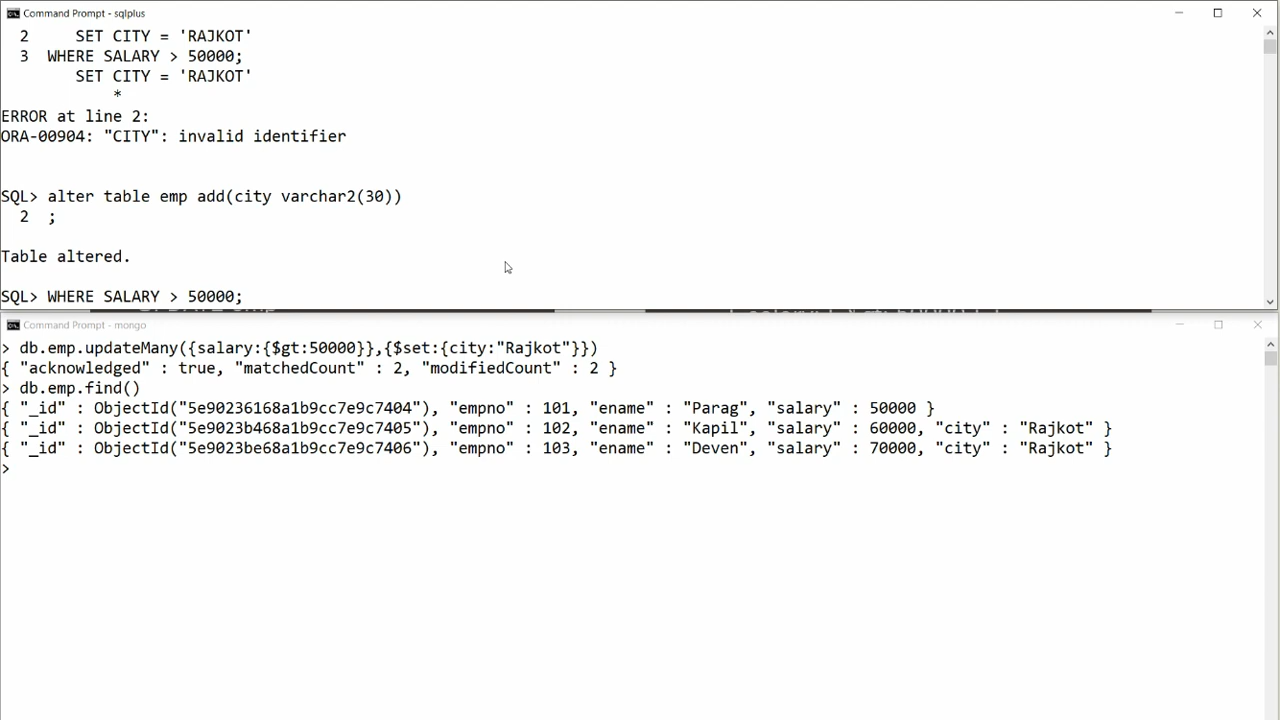 Command Prompt - sqlplus
2 SET CITY = 'RAJKOT'
3 WHERE SALARY > 50000;
SET CITY = 'RAJKOT'
*
ERROR at line 2:
ORA-00904: "CITY": invalid identifier
SQL> alter table emp add(city varchar2(30))
2 ;
Table altered.
SQL> WHERE SALARY > 50000;
Command Prompt - mongo
> db.emp.updateMany({salary:{$gt:50000}},{$set:{city:"Rajkot"}})
{ "acknowledged" : true, "matchedCount" : 2, "modifiedCount" : 2 }
> db.emp.find()
{ "_id" : ObjectId("5e90236168a1b9cc7e9c7404"), "empno" : 101, "ename" : "Parag", "salary" : 50000 }
{ "_id" : ObjectId("5e9023b468a1b9cc7e9c7405"), "empno" : 102, "ename" : "Kapil", "salary" : 60000, "city" : "Rajkot" }
{ "_id" : ObjectId("5e9023be68a1b9cc7e9c7406"), "empno" : 103, "ename" : "Deven", "salary" : 70000, "city" : "Rajkot" }
>